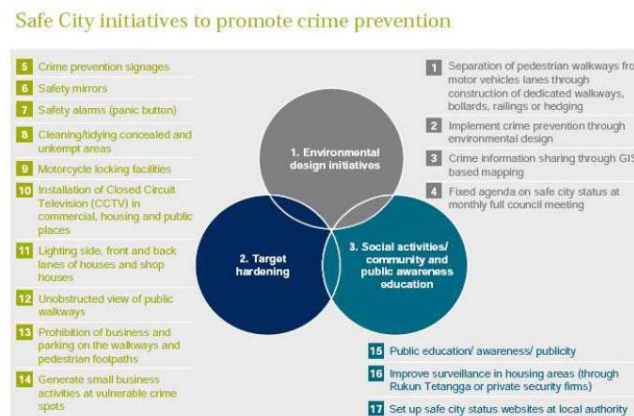 Safe City initiatives to promote crime prevention
5 Crime prevention signages
6 Safety mirrors
7 Safety alarms (panic button)
8 Cleaning/tidying concealed and
unkempt areas
9 Motorcycle locking facilities
10 Installation of Closed Circuit
Television (CCTV) in
commercial, housing and public
places
11 Lighting side, front and back
lanes of houses and shop
houses
12 Unobstructed view of public
walkways
13 Prohibition of business and
parking on the walkways and
pedestrian footpaths
14 Generate small business
activities at vulnerable crime
spots
1. Environmental
design initiatives
2. Target
hardening
3. Social activities/
community and
public awareness
education
1 Separation of pedestrian walkways fro
motor vehicles lanes through
construction of dedicated walkways,
bollards, railings or hedging
2 Implement crime prevention through
environmental design
3 Crime information sharing through GIS
based mapping
4 Fixed agenda on safe city status at
monthly full council meeting
15 Public education/ awareness/ publicity
16 Improve surveillance in housing areas (through
Rukun Tetangga or private security firms)
17 Set up safe city status websites at local authority